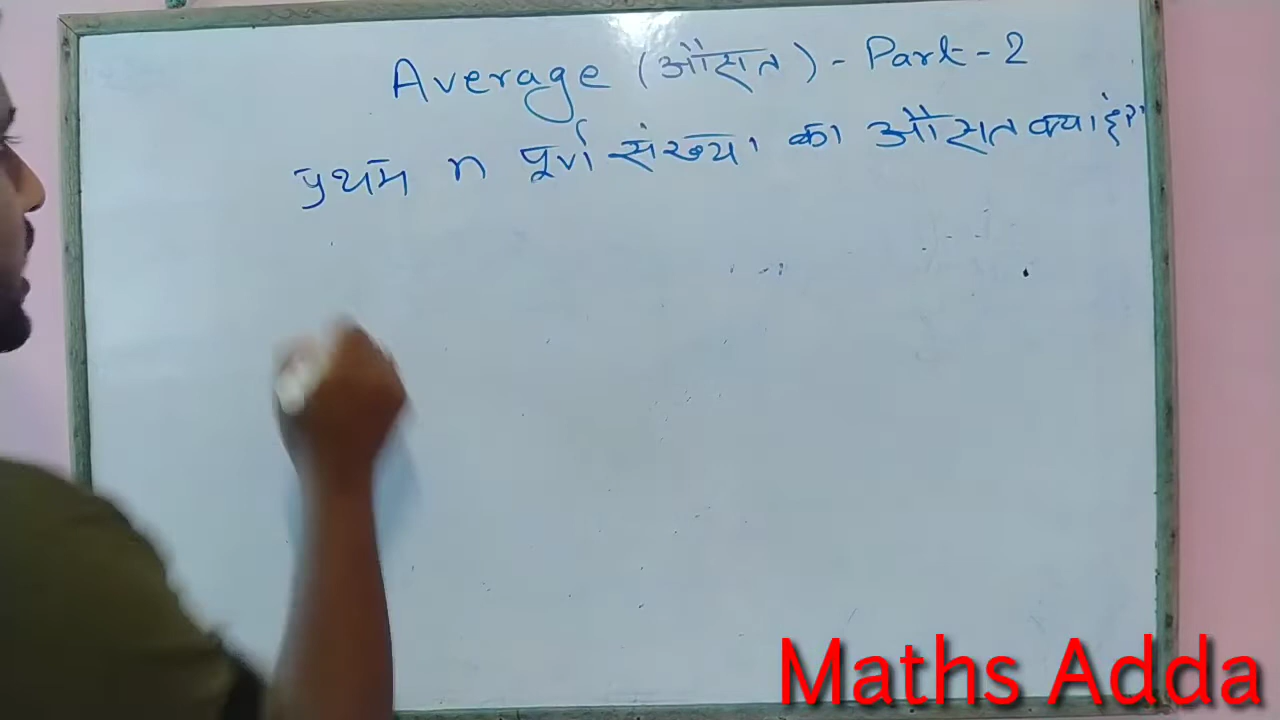 Average (औसत) - Part - 2
प्रथम n पूर्ण संख्या का औसत क्या है?
Maths Adda